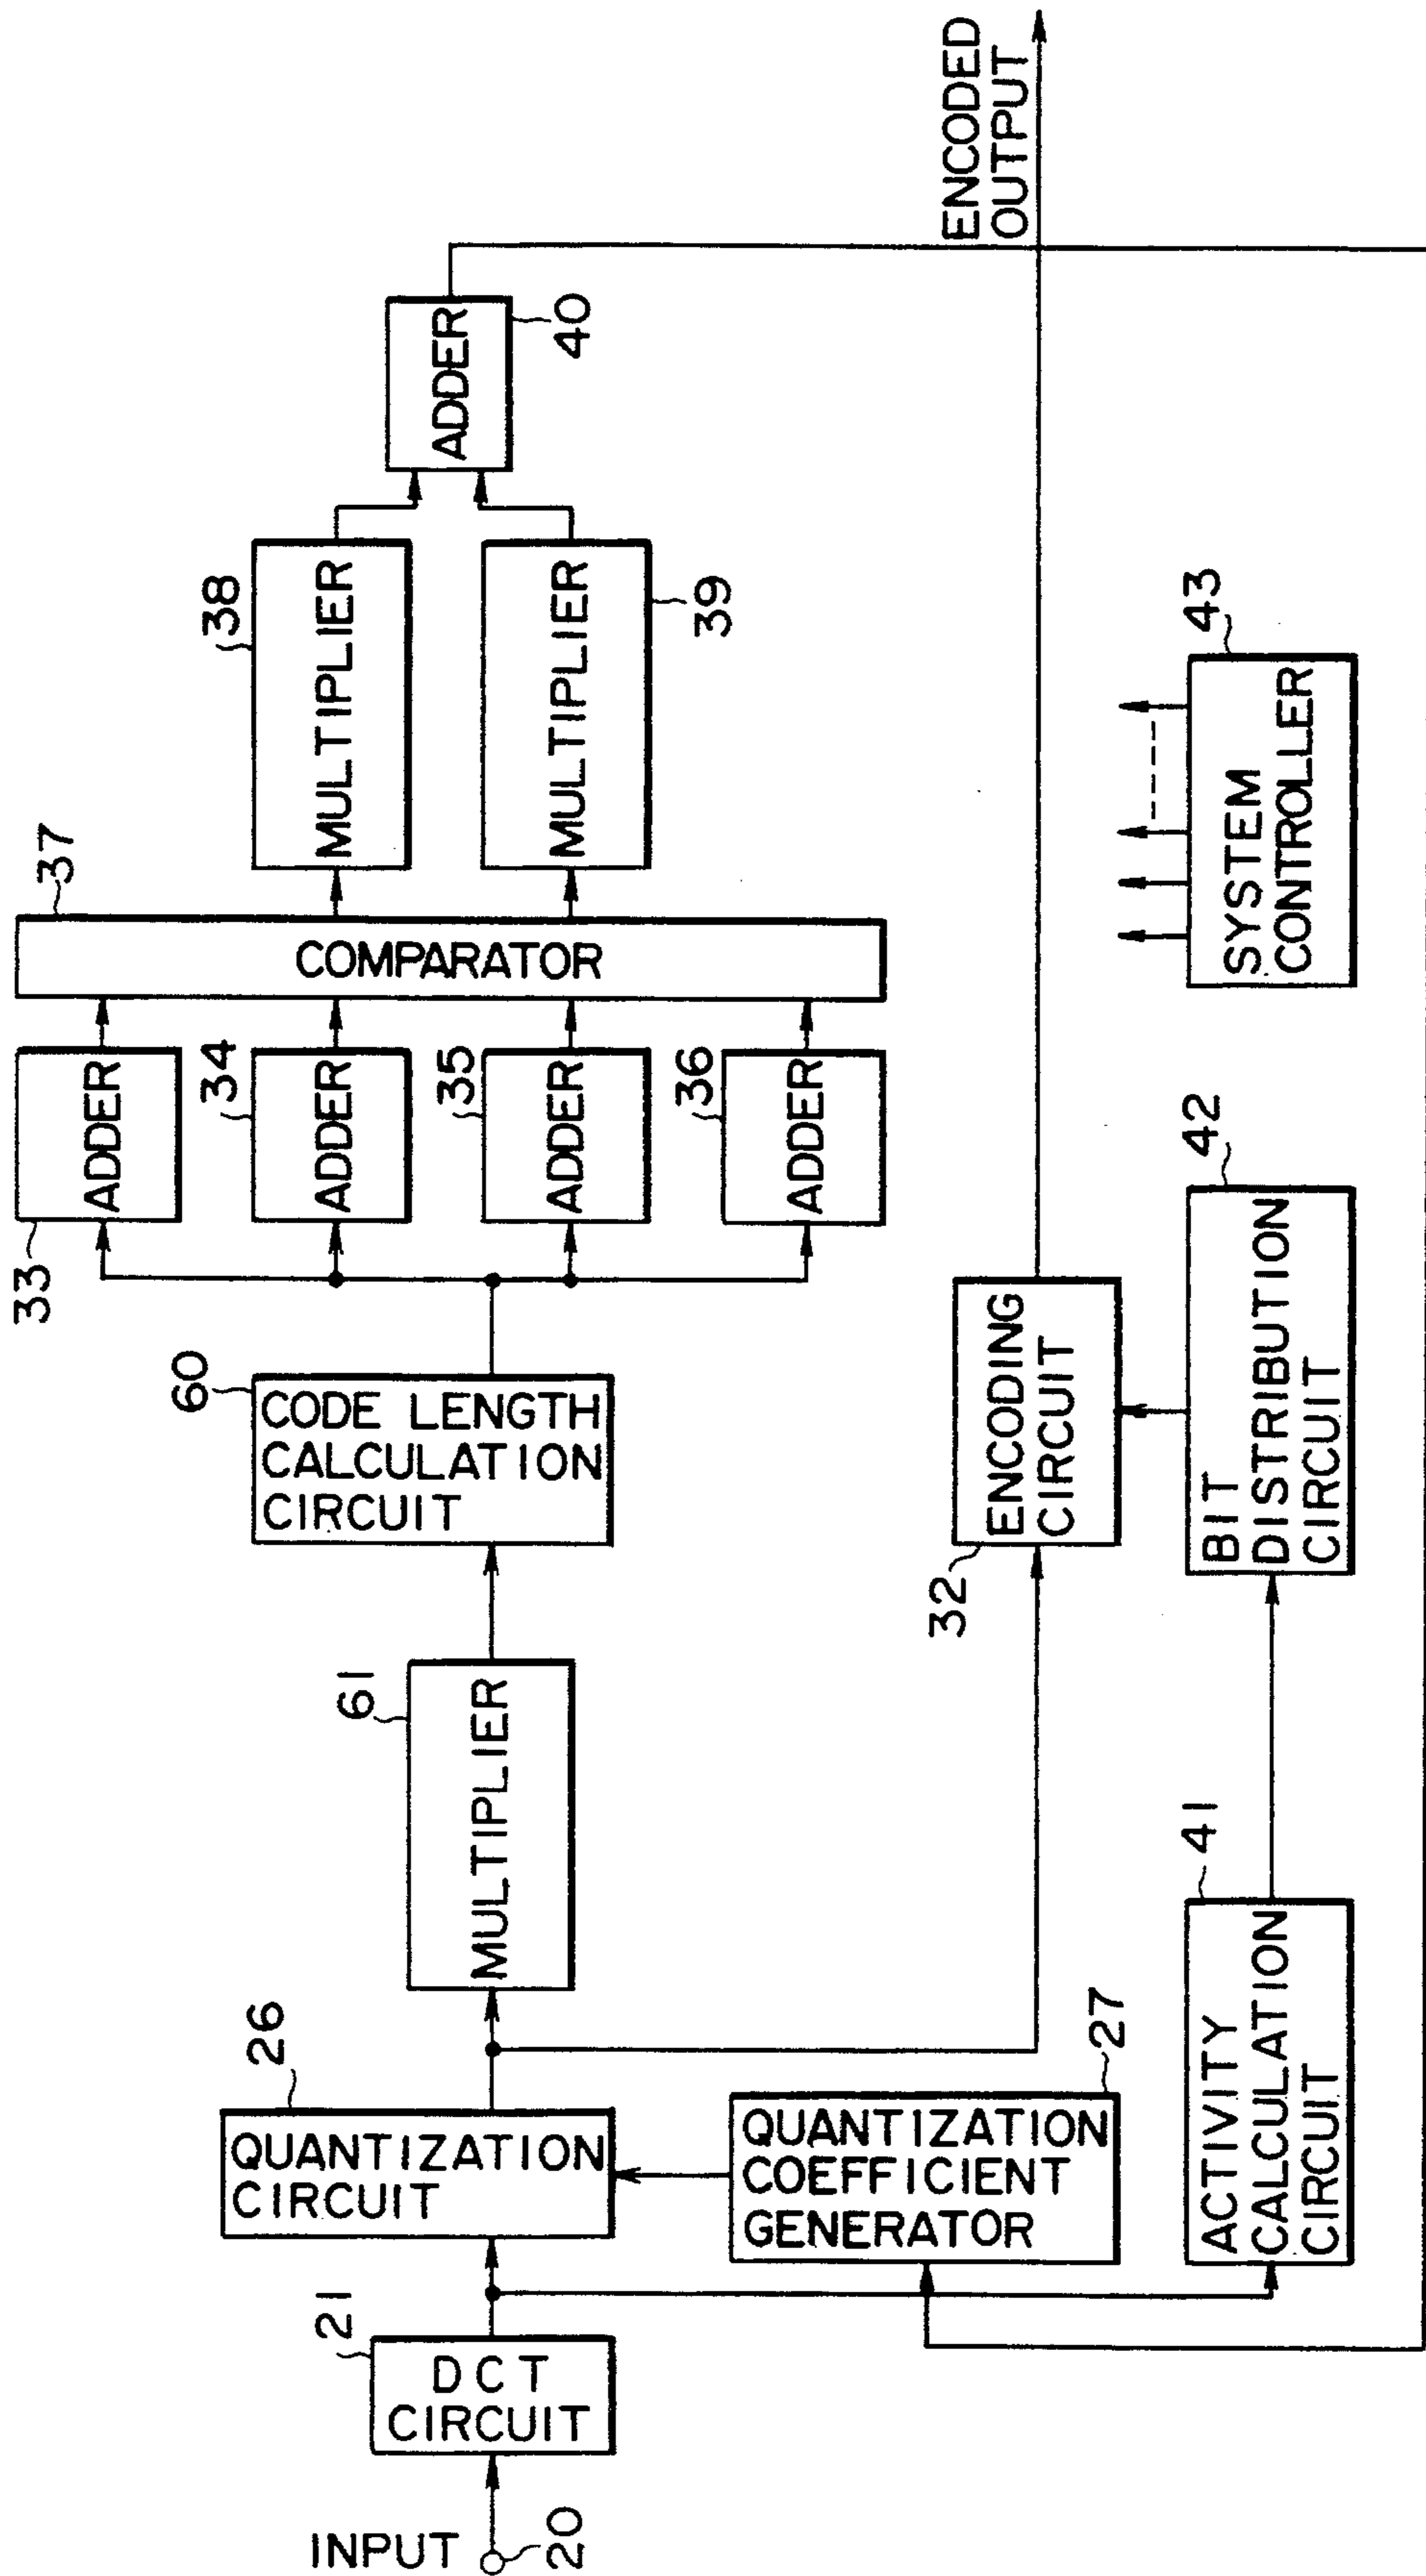 INPUT
20
DCT
CIRCUIT
21
QUANTIZATION
CIRCUIT
26
QUANTIZATION
COEFFICIENT
GENERATOR
27
MULTIPLIER
61
CODE LENGTH
CALCULATION
CIRCUIT
60
ADDER
33
ADDER
34
ADDER
35
ADDER
36
COMPARATOR
37
MULTIPLIER
38
MULTIPLIER
39
ADDER
40
ENCODING
CIRCUIT
32
ENCODED
OUTPUT
ACTIVITY
CALCULATION
CIRCUIT
41
BIT
DISTRIBUTION
CIRCUIT
42
SYSTEM
CONTROLLER
43